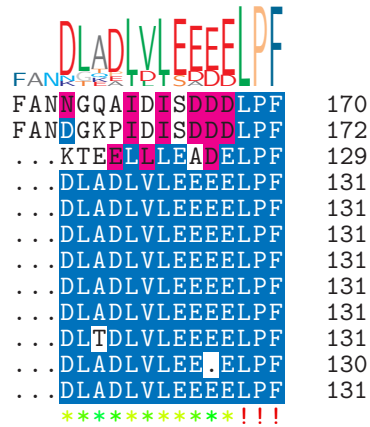 FANDLADLVLEEEELPF
FANNGQAIDISDDDLPF 170
FANDGKPIDISDDDLPF 172
...KTEELLLEADELPF 129
...DLADLVLEEEELPF 131
...DLADLVLEEEELPF 131
...DLADLVLEEEELPF 131
...DLADLVLEEEELPF 131
...DLADLVLEEEELPF 131
...DLADLVLEEEELPF 131
...DLTDLVLEEEELPF 131
...DLADLVLEE.ELPF 130
...DLADLVLEEEELPF 131
***********!!!